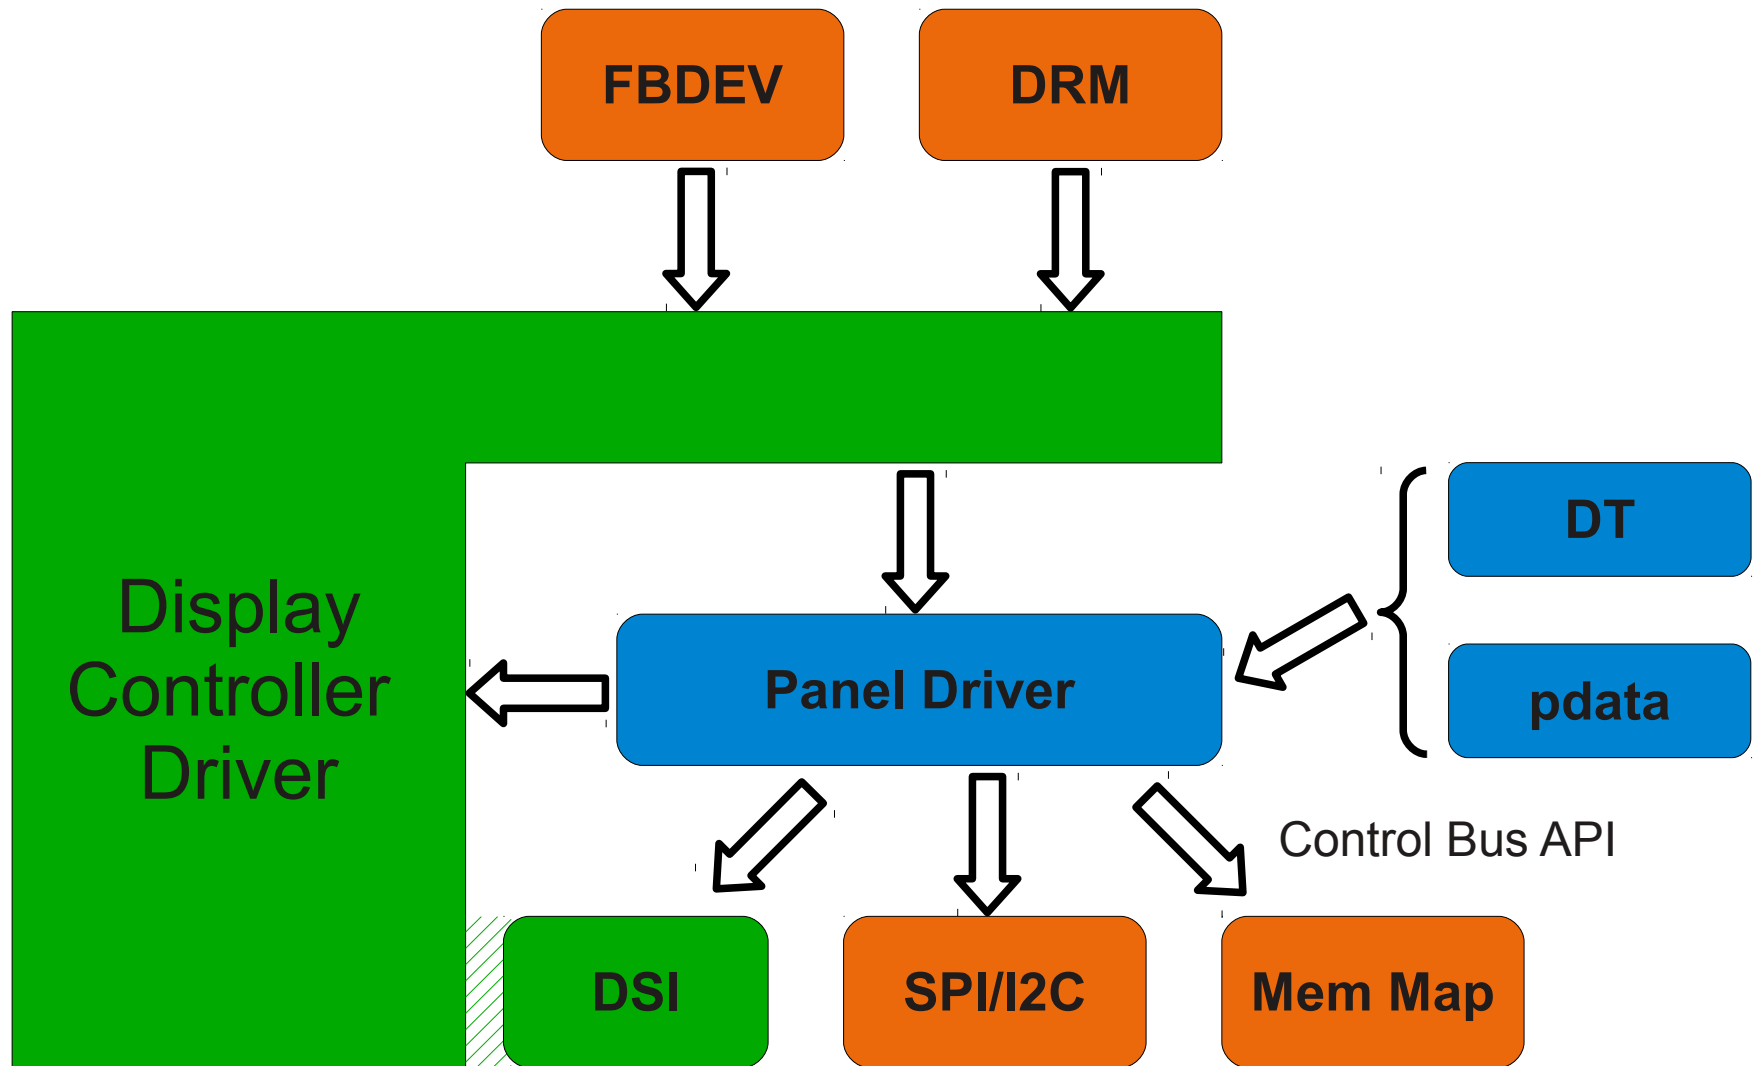 FBDEV
DRM
DT
Display
Controller
Driver
Panel Driver
pdata
Control Bus API
DSI
SPI/I2C
Mem Map